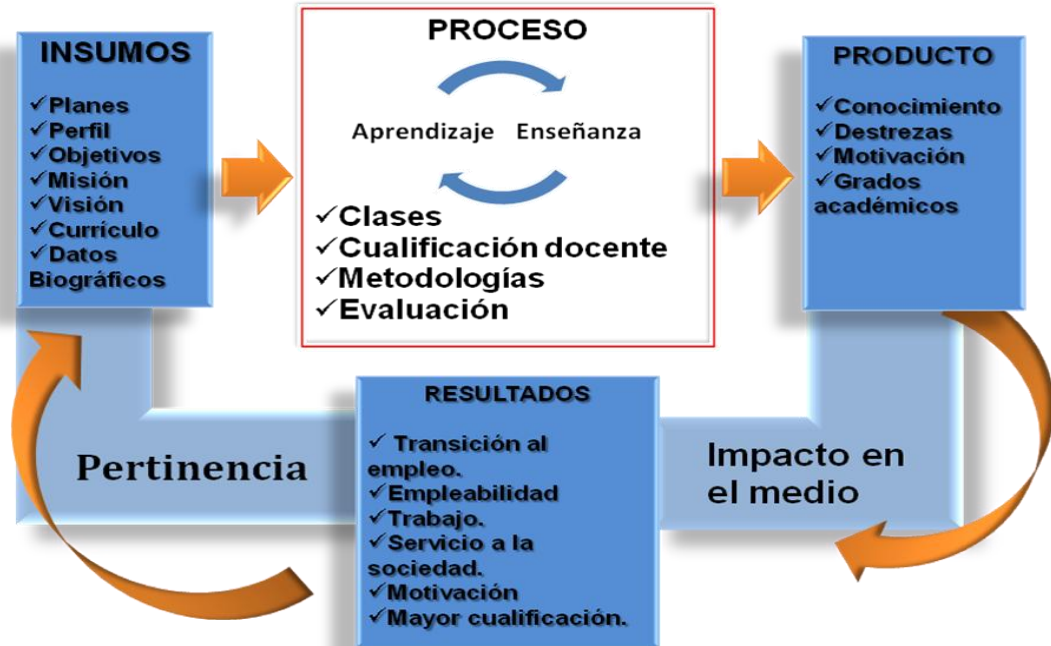 INSUMOS
✓Planes
✓Perfil
✓Objetivos
✓Misión
✓Visión
✓Currículo
✓Datos
Biográficos
PROCESO
Aprendizaje Enseñanza
✓Clases
✓Cualificación docente
✓Metodologías
✓Evaluación
PRODUCTO
✓Conocimiento
✓Destrezas
✓Motivación
✓Grados
académicos
Pertinencia
RESULTADOS
✓ Transición al
empleo.
✓Empleabilidad
✓Trabajo.
✓Servicio a la
sociedad.
✓Motivación
✓Mayor cualificación.
Impacto en
el medio